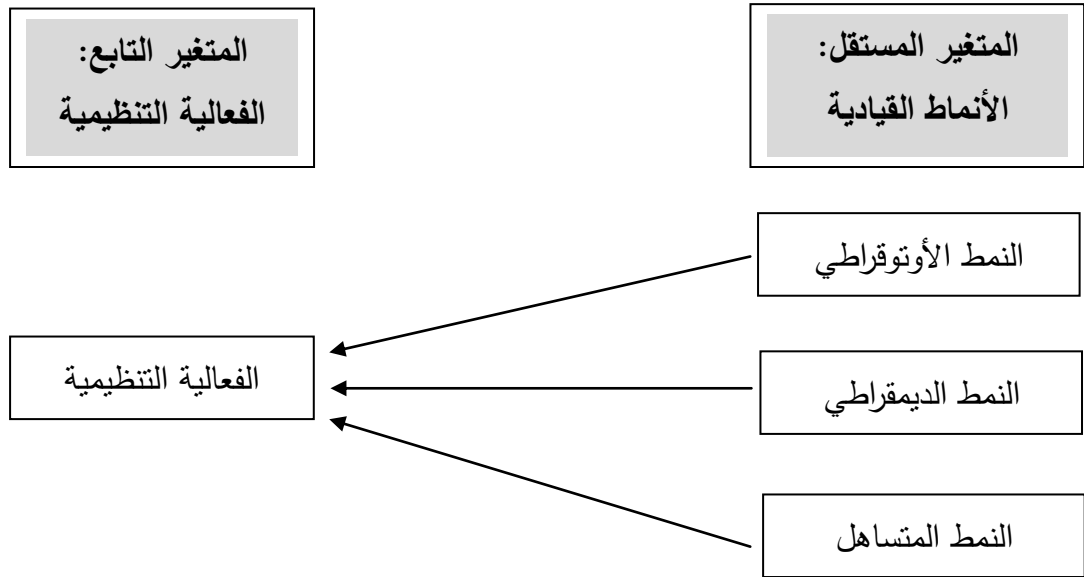 المتغير المستقل:
الأنماط القيادية
المتغير التابع:
الفعالية التنظيمية
النمط الأوتوقراطي
النمط الديمقراطي
النمط المتساهل
الفعالية التنظيمية